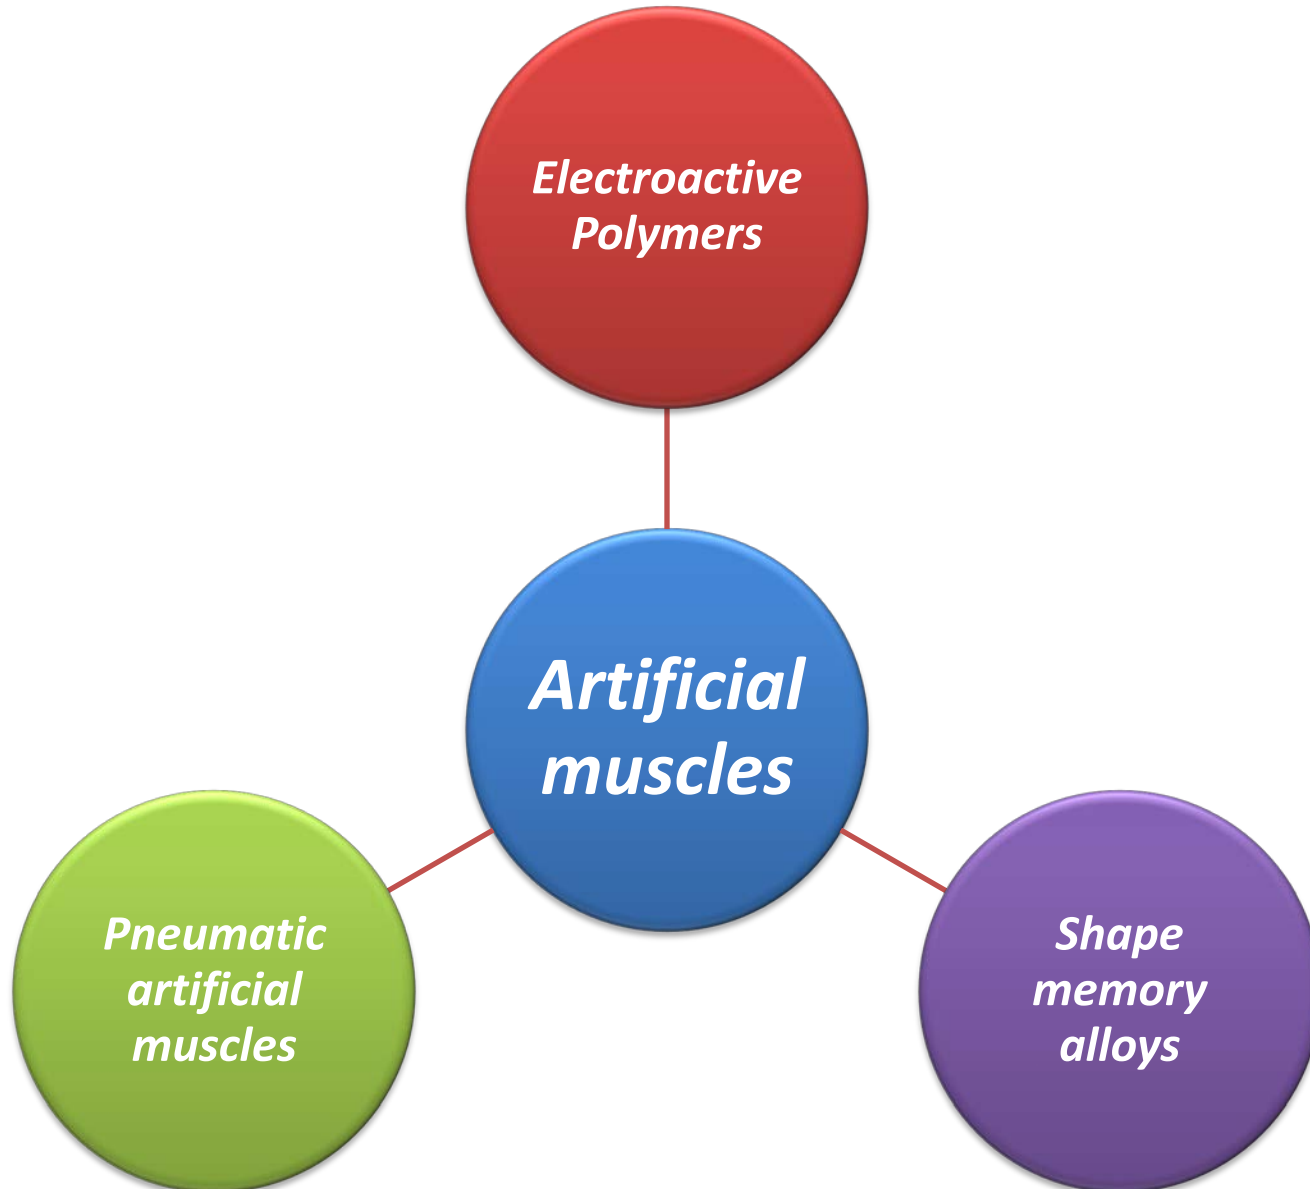 Electroactive
Polymers
Artificial
muscles
Pneumatic
artificial
muscles
Shape
memory
alloys